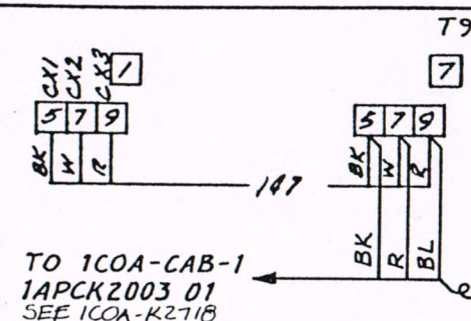 T9
CX1 CX2 CX3 1
7
5 7 9
5 7 9
BK W R
BK W R
147
BK R BL
TO 1COA-CAB-1
1APCK2003 01
SEE 1COA-K2718